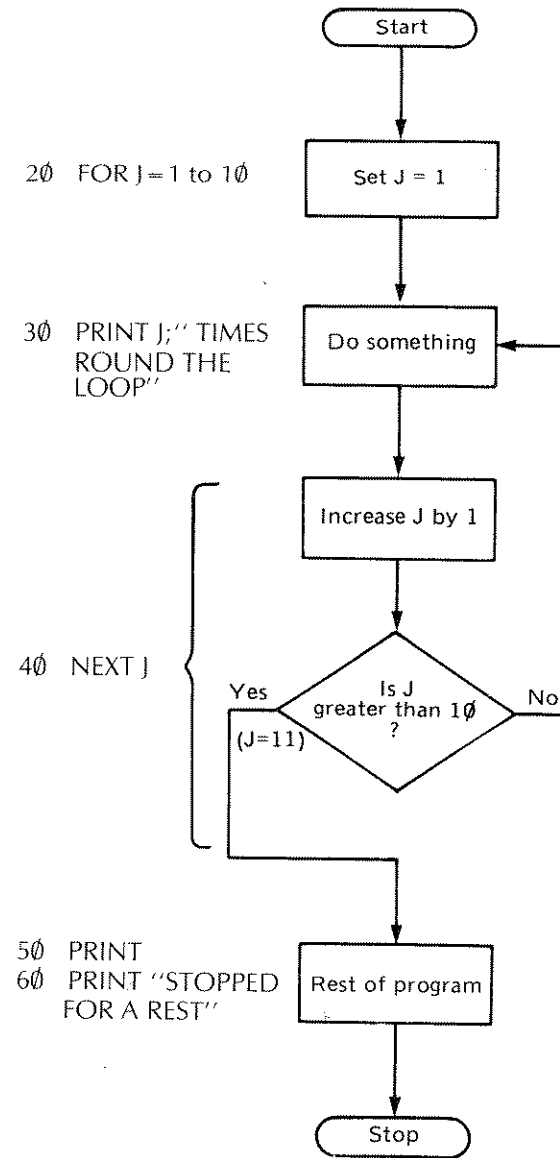 Start
20 FOR J=1 to 10
Set J = 1
30 PRINT J;" TIMES
ROUND THE
LOOP"
Do something
Increase J by 1
40 NEXT J
Yes
(J=11)
Is J
greater than 10
?
No
50 PRINT
60 PRINT "STOPPED
FOR A REST"
Rest of program
Stop